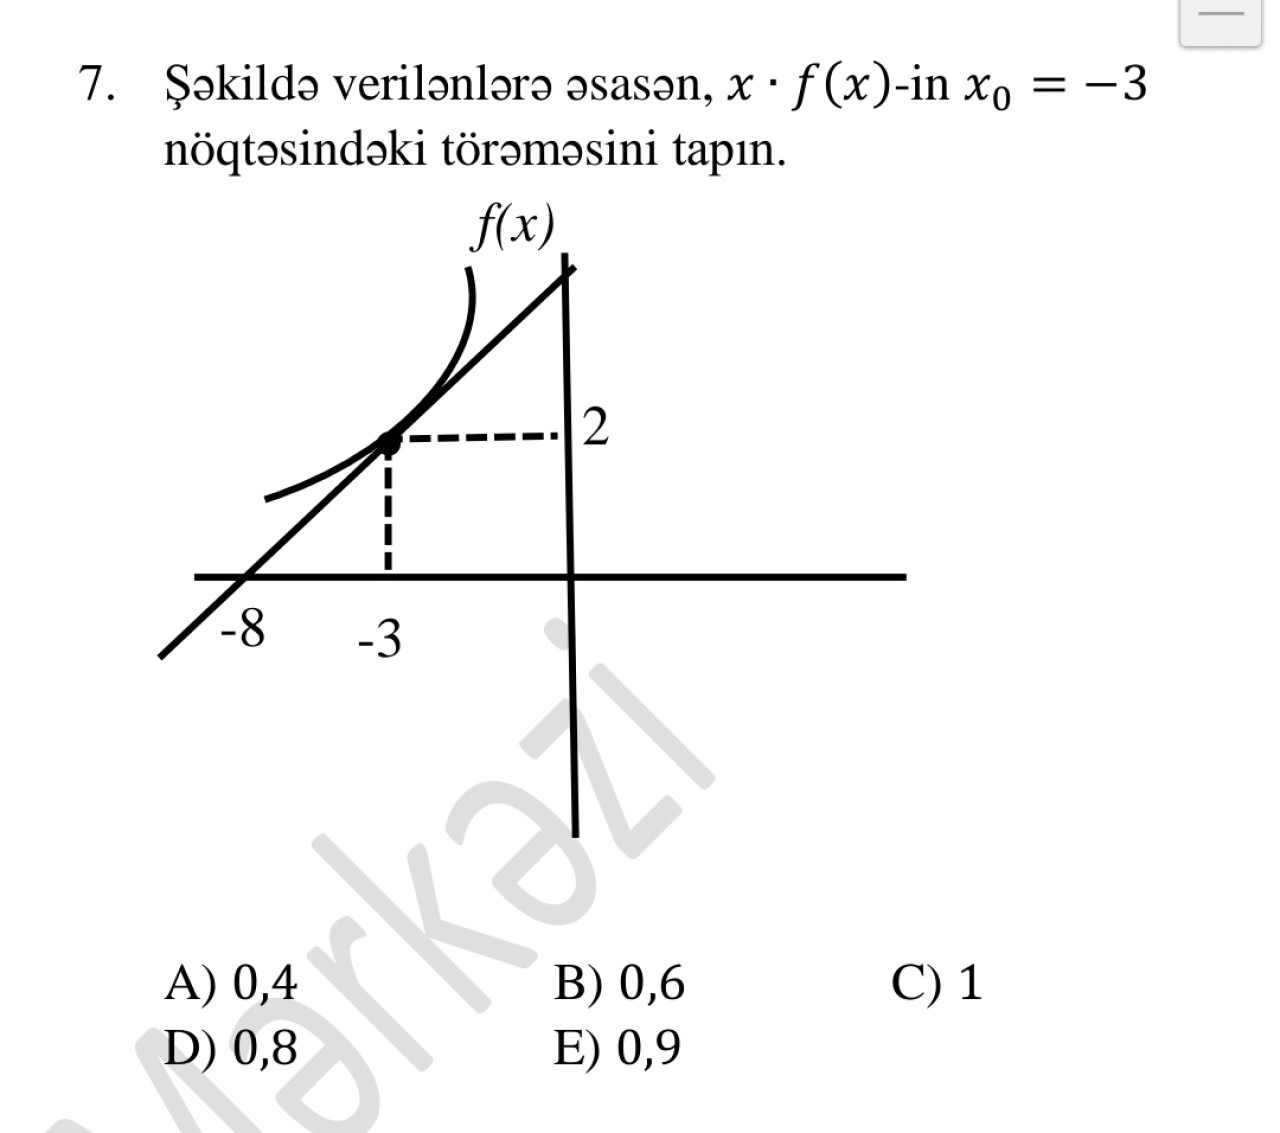 7. Şəkildə verilənlərə əsasən, x · f(x)-in x₀ = −3
nöqtəsindəki törəməsini tapın.
f(x)
2
-8
-3
A) 0,4 B) 0,6 C) 1
D) 0,8 E) 0,9
Mərkəzi